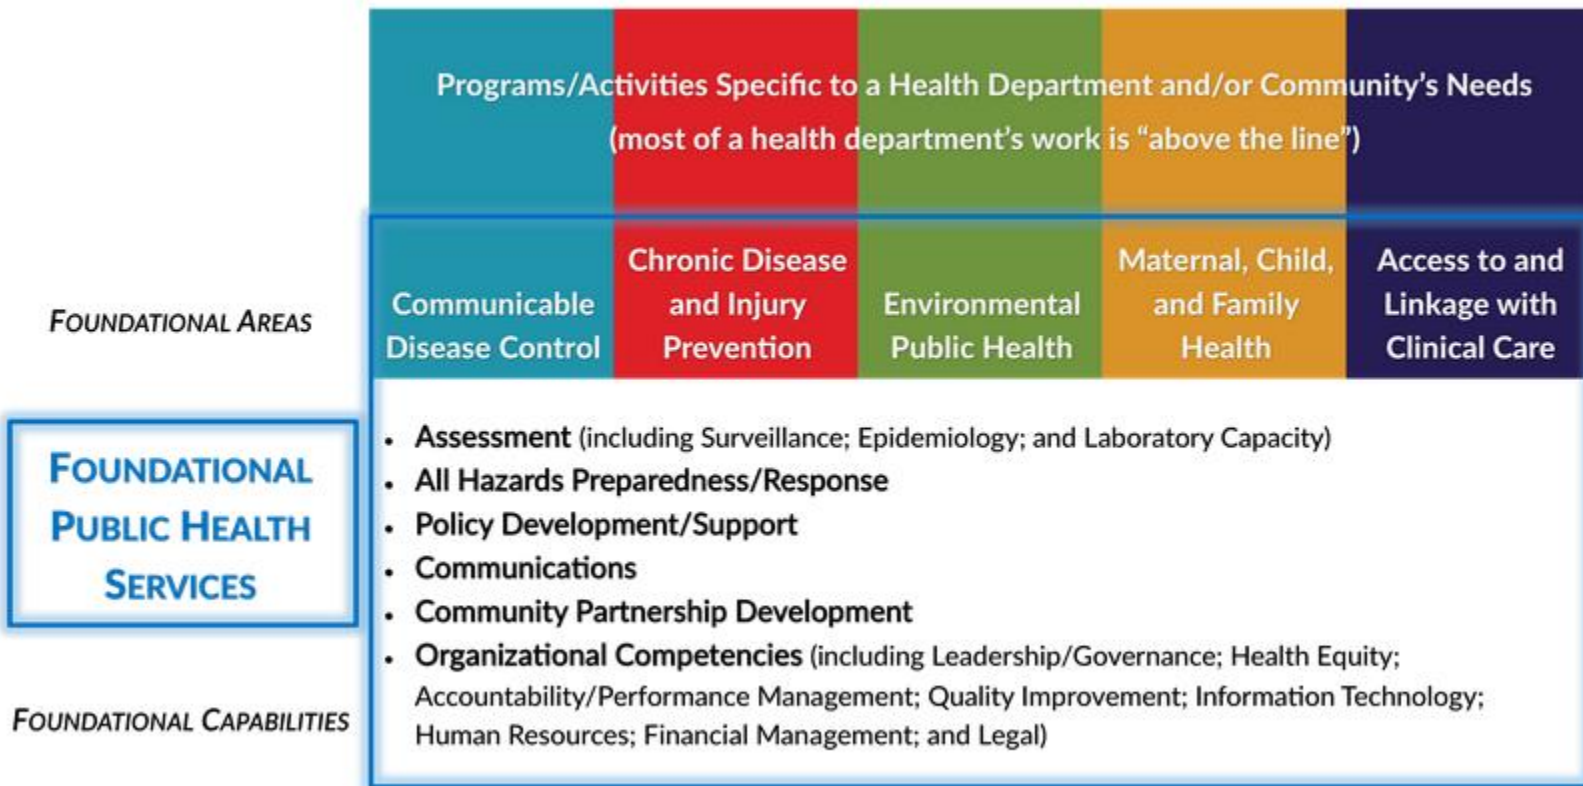 Programs/Activities Specific to a Health Department and/or Community's Needs
(most of a health department's work is “above the line”)
FOUNDATIONAL AREAS
Communicable
Disease Control
Chronic Disease
and Injury
Prevention
Environmental
Public Health
Maternal, Child,
and Family
Health
Access to and
Linkage with
Clinical Care
FOUNDATIONAL
PUBLIC HEALTH
SERVICES
• Assessment (including Surveillance; Epidemiology; and Laboratory Capacity)
• All Hazards Preparedness/Response
• Policy Development/Support
• Communications
• Community Partnership Development
• Organizational Competencies (including Leadership/Governance; Health Equity;
Accountability/Performance Management; Quality Improvement; Information Technology;
Human Resources; Financial Management; and Legal)
FOUNDATIONAL CAPABILITIES